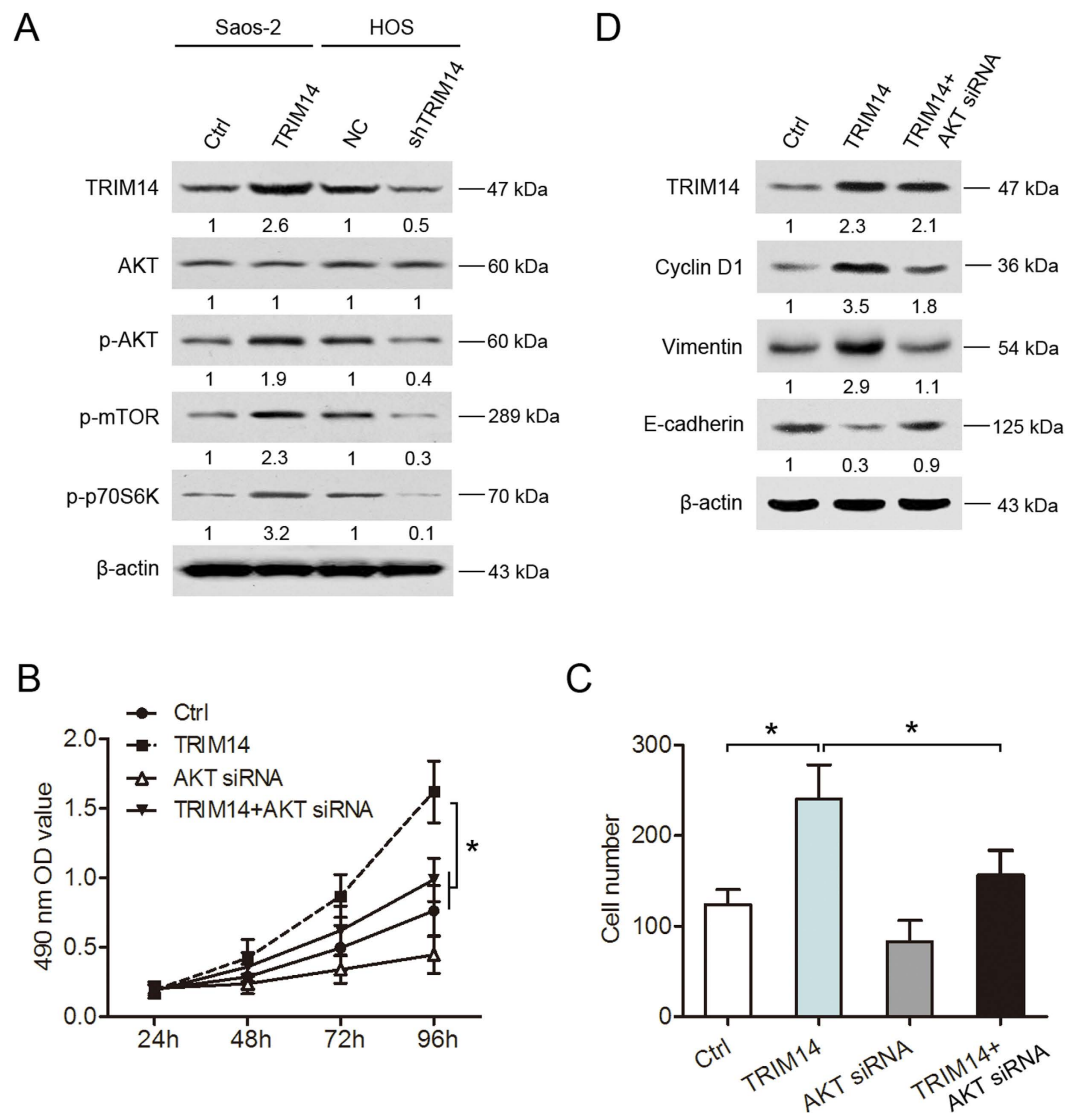 A
Saos-2 HOS
Ctrl TRIM14 NC shTRIM14
TRIM14 47 kDa
1 2.6 1 0.5
AKT 60 kDa
1 1 1 1
p-AKT 60 kDa
1 1.9 1 0.4
p-mTOR 289 kDa
1 2.3 1 0.3
p-p70S6K 70 kDa
1 3.2 1 0.1
β-actin 43 kDa
D
Ctrl TRIM14 TRIM14+
AKT siRNA
TRIM14 47 kDa
1 2.3 2.1
Cyclin D1 36 kDa
1 3.5 1.8
Vimentin 54 kDa
1 2.9 1.1
E-cadherin 125 kDa
1 0.3 0.9
β-actin 43 kDa
B
Ctrl
TRIM14
AKT siRNA
TRIM14+AKT siRNA
490 nm OD value
2.0
1.5
1.0
0.5
0.0
24h 48h 72h 96h
*
C
Cell number
300
200
100
0
* *
Ctrl TRIM14 AKT siRNA TRIM14+
AKT siRNA